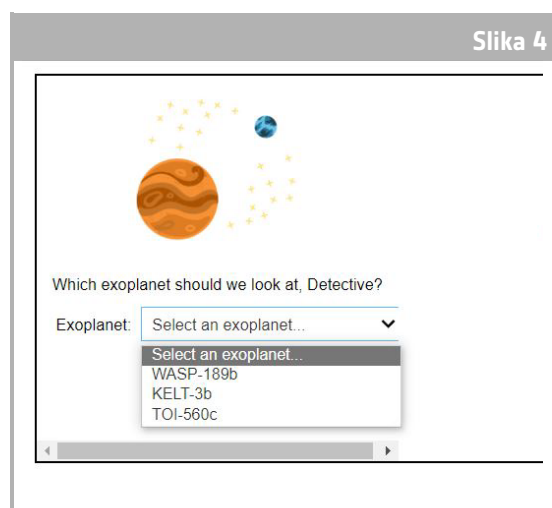 Slika 4
Which exoplanet should we look at, Detective?
Exoplanet: Select an exoplanet...
Select an exoplanet...
WASP-189b
KELT-3b
TOI-560c